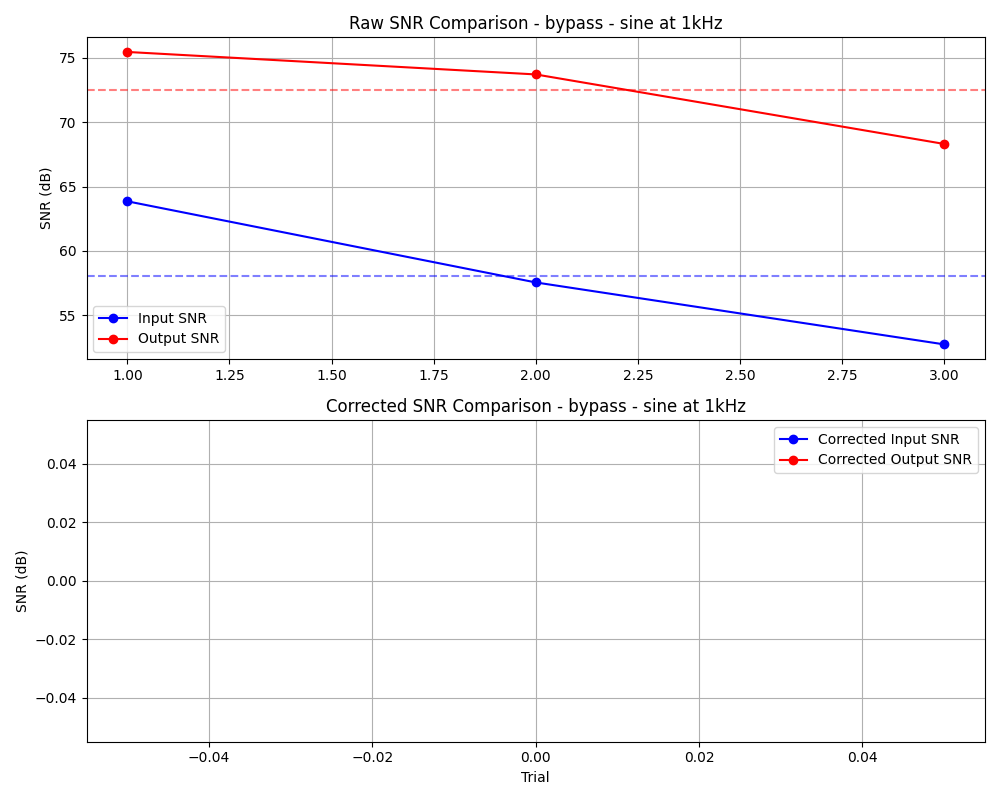 Raw SNR Comparison - bypass - sine at 1kHz
75
70
65
60
55
SNR (dB)
Input SNR
Output SNR
1.00 1.25 1.50 1.75 2.00 2.25 2.50 2.75 3.00
Corrected SNR Comparison - bypass - sine at 1kHz
Corrected Input SNR
Corrected Output SNR
0.04
0.02
0.00
−0.02
−0.04
SNR (dB)
−0.04 −0.02 0.00 0.02 0.04
Trial